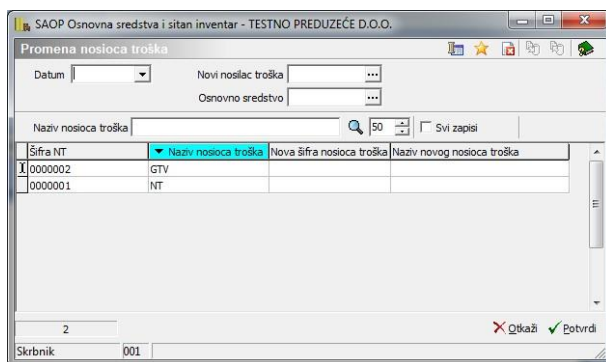 SAOP Osnovna sredstva i sitan inventar - TESTNO PREDUZEĆE D.O.O.
Promena nosioca troška
Datum
Novi nosilac troška
...
Osnovno sredstvo
...
Naziv nosioca troška
50
Svi zapisi
Šifra NT
Naziv nosioca troška
Nova šifra nosioca troška
Naziv novog nosioca troška
0000002 GTV
0000001 NT
2
Otkaži
Potvrdi
Skrbnik
001